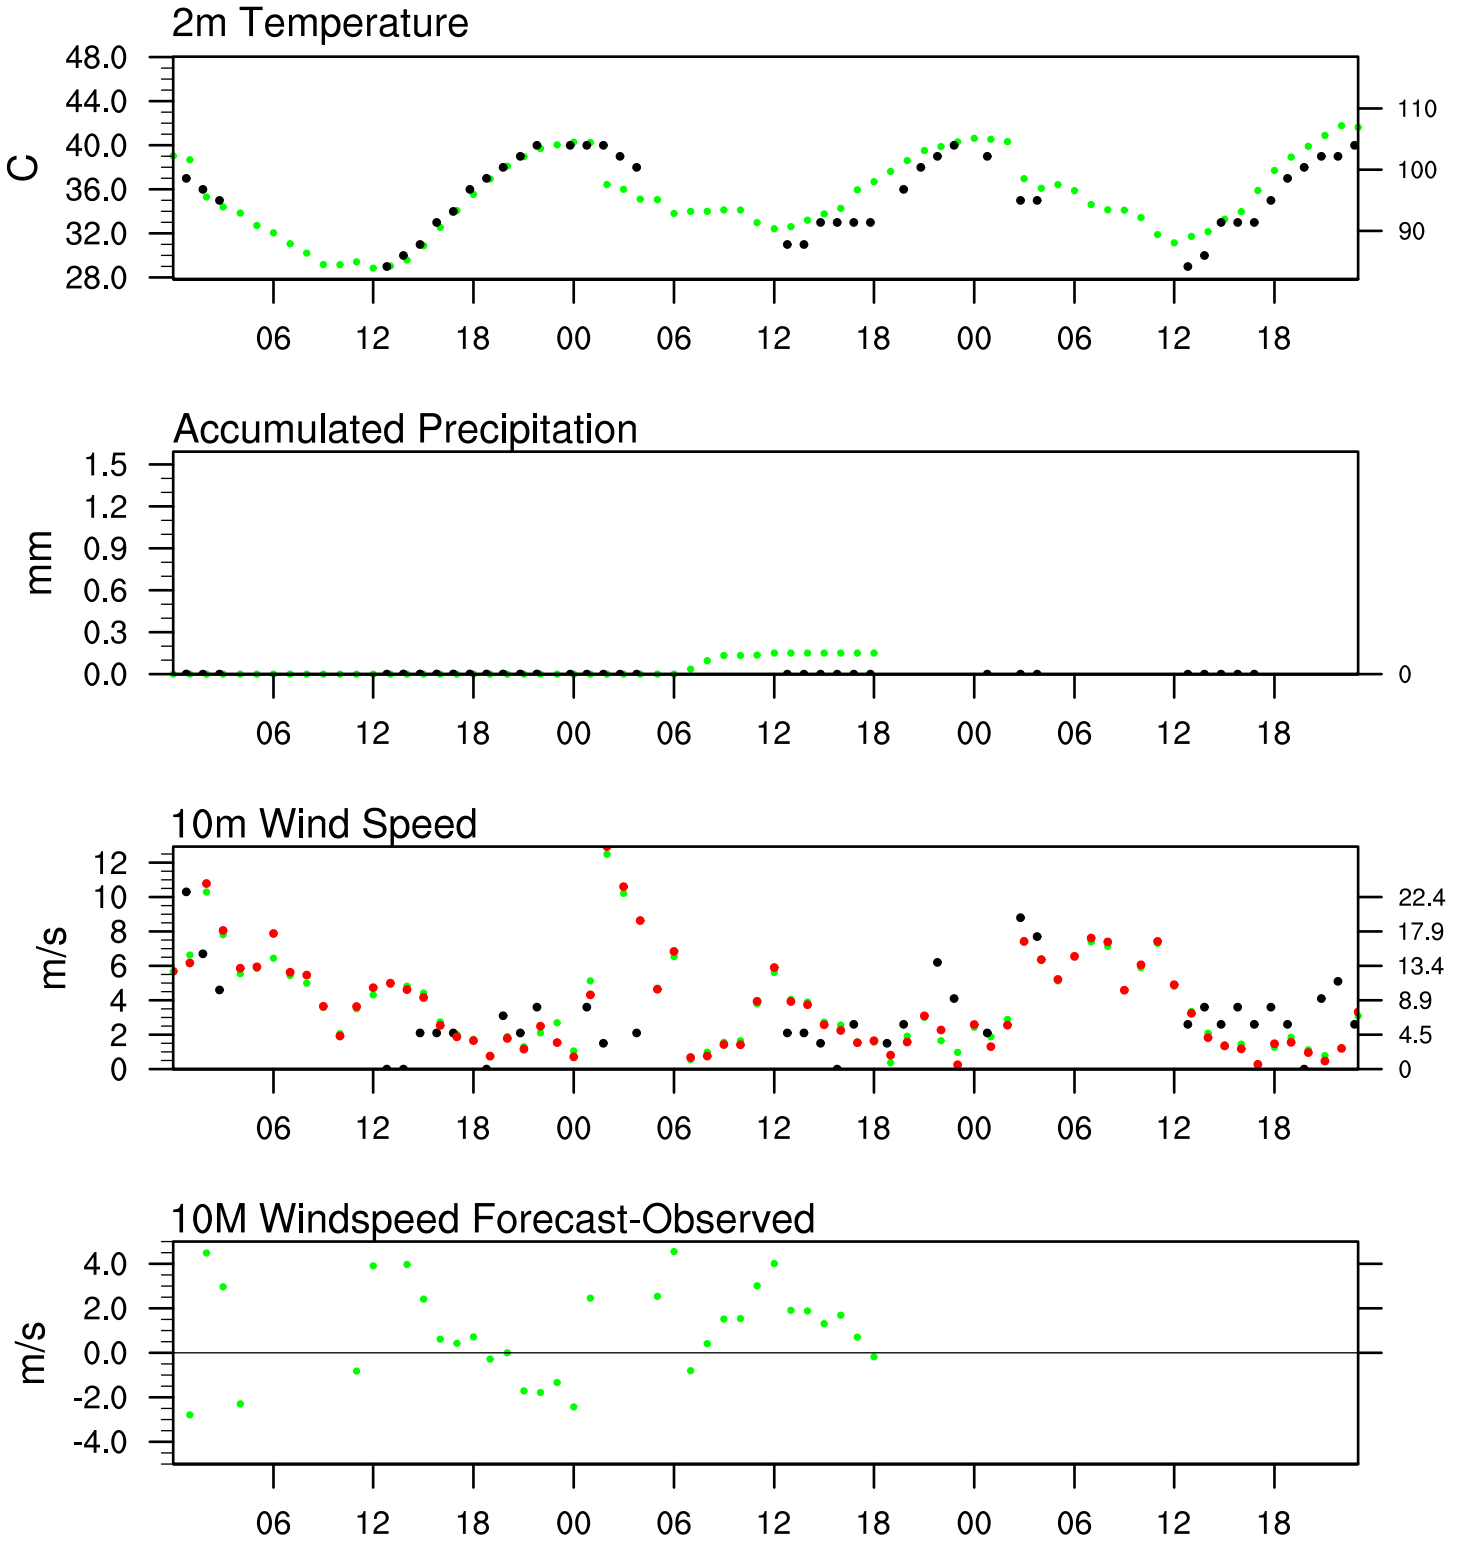 2m Temperature
48.0
44.0
40.0
36.0
32.0
28.0
C
110
100
90
06 12 18 00 06 12 18 00 06 12 18
Accumulated Precipitation
1.5
1.2
0.9
0.6
0.3
0.0
mm
0
06 12 18 00 06 12 18 00 06 12 18
10m Wind Speed
12
10
8
6
4
2
0
m/s
22.4
17.9
13.4
8.9
4.5
0
06 12 18 00 06 12 18 00 06 12 18
10M Windspeed Forecast-Observed
4.0
2.0
0.0
-2.0
-4.0
m/s
06 12 18 00 06 12 18 00 06 12 18